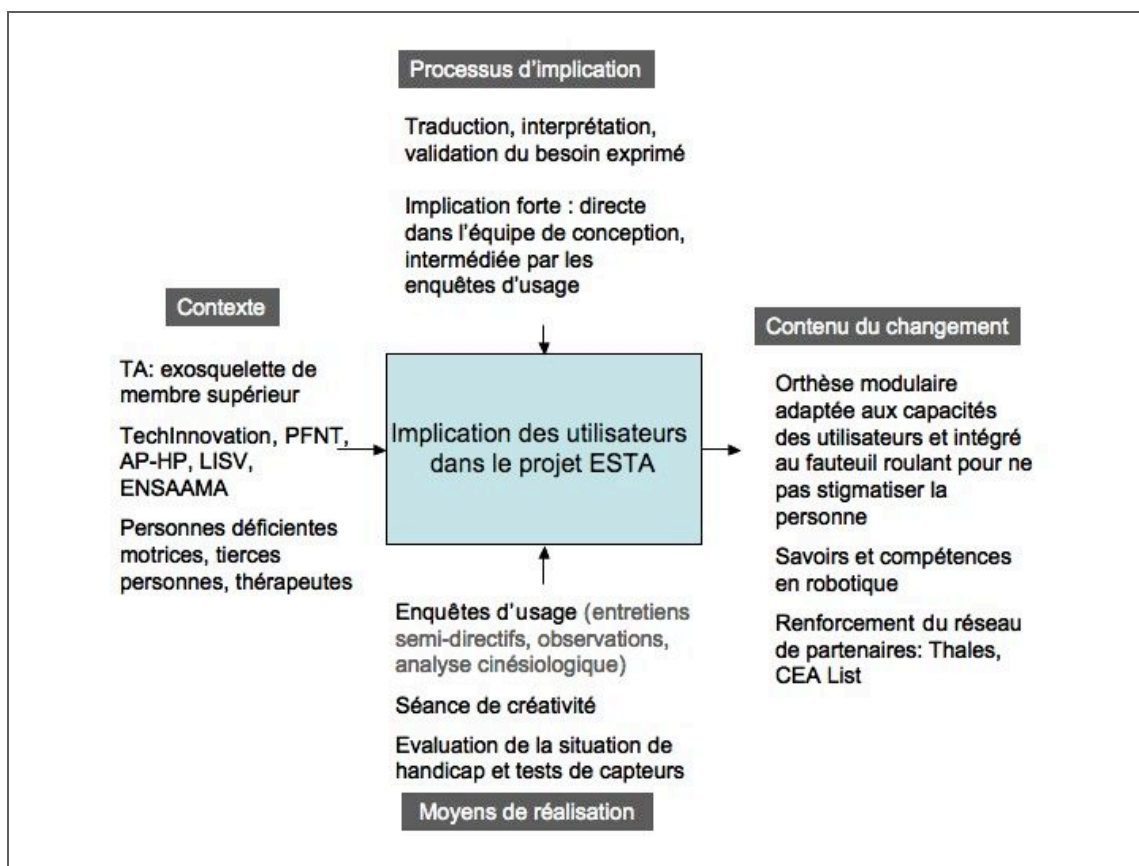 Processus d'implication
Traduction, interprétation,
validation du besoin exprimé
Implication forte : directe
dans l'équipe de conception,
intermédiée par les
enquêtes d'usage
Contexte
TA: exosquelette de
membre supérieur
TechInnovation, PFNT,
AP-HP, LISV,
ENSAAMA
Personnes déficientes
motrices, tierces
personnes, thérapeutes
Implication des utilisateurs
dans le projet ESTA
Contenu du changement
Orthèse modulaire
adaptée aux capacités
des utilisateurs et intégré
au fauteuil roulant pour ne
pas stigmatiser la
personne
Savoirs et compétences
en robotique
Renforcement du réseau
de partenaires: Thales,
CEA List
Enquêtes d'usage (entretiens
semi-directifs, observations,
analyse cinésiologique)
Séance de créativité
Evaluation de la situation de
handicap et tests de capteurs
Moyens de réalisation